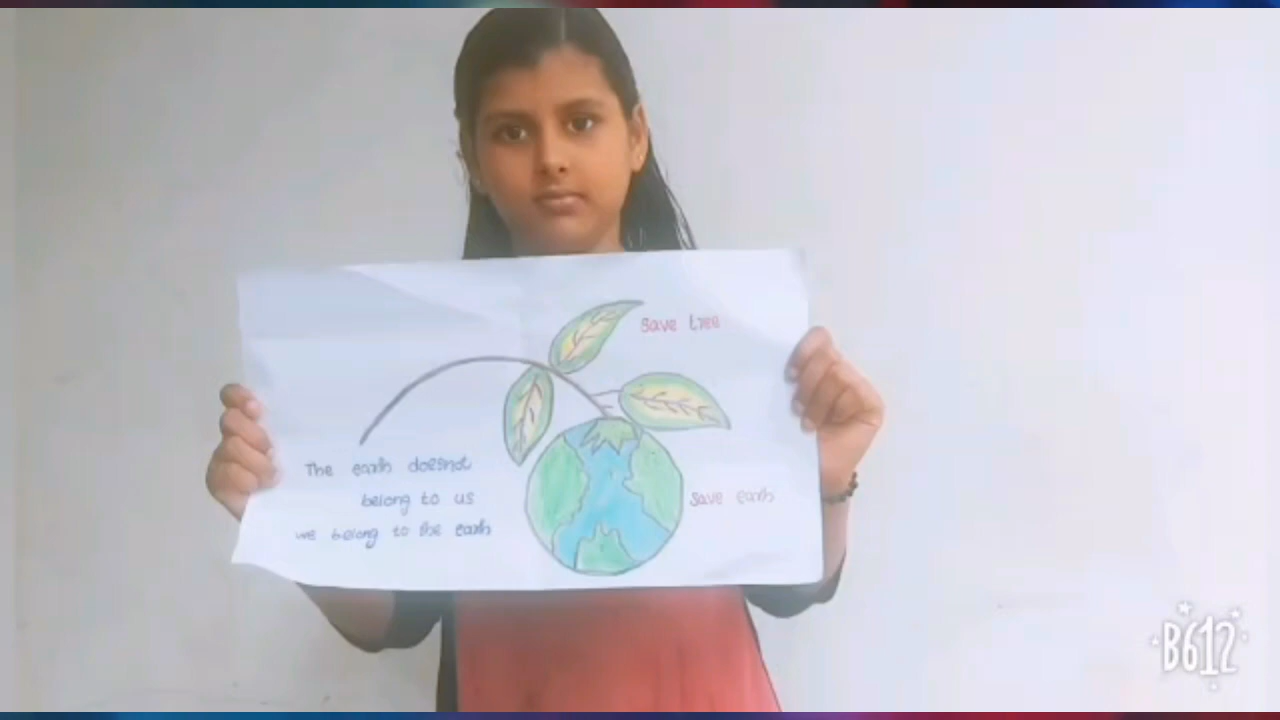 Save tree
The earth doesnot
belong to us
we belong to the earth
Save earth
B612